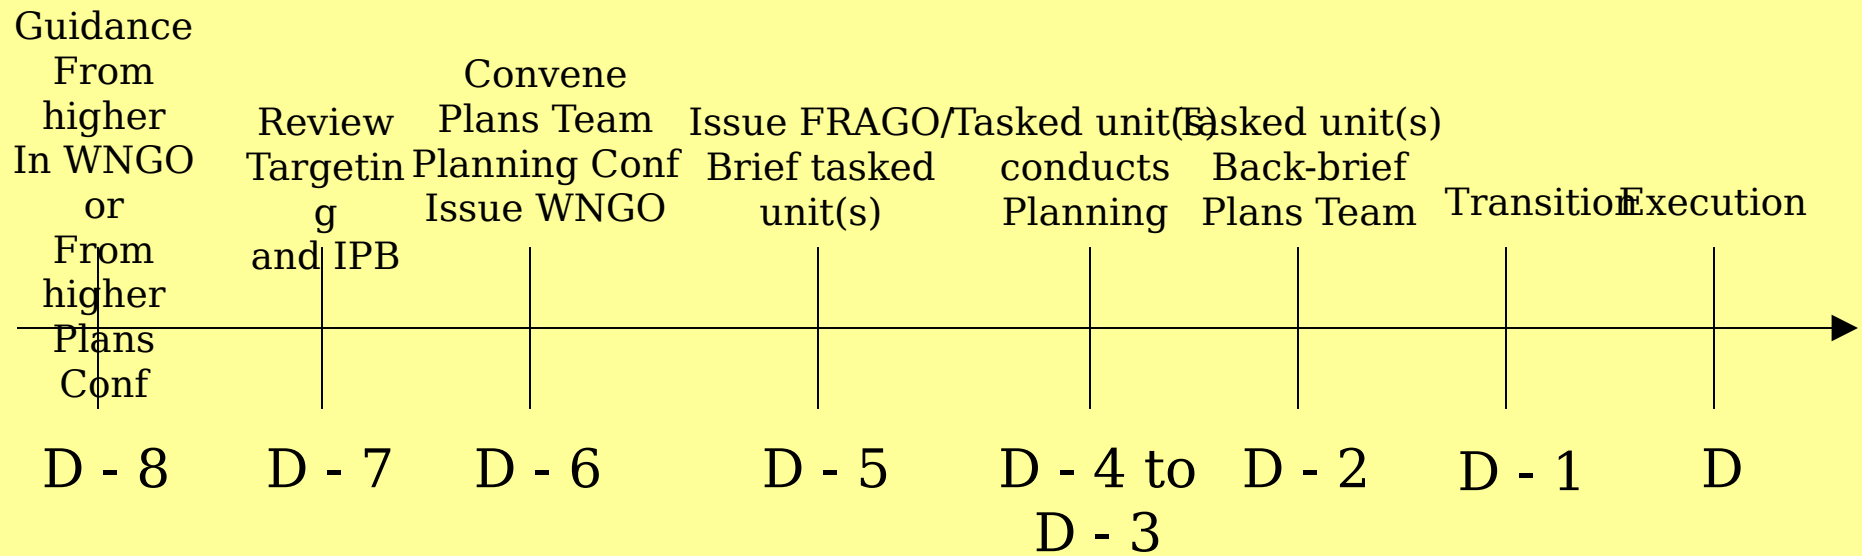 Guidance
From
higher
In WNGO
or
From
higher
Plans
Conf
Review
Targetin
g
and IPB
Convene
Plans Team
Planning Conf
Issue WNGO
Issue FRAGO/
Brief tasked
unit(s)
Tasked unit(s)
conducts
Planning
Tasked unit(s)
Back-brief
Plans Team
Transition
Execution
D - 8
D - 7
D - 6
D - 5
D - 4 to
D - 3
D - 2
D - 1
D